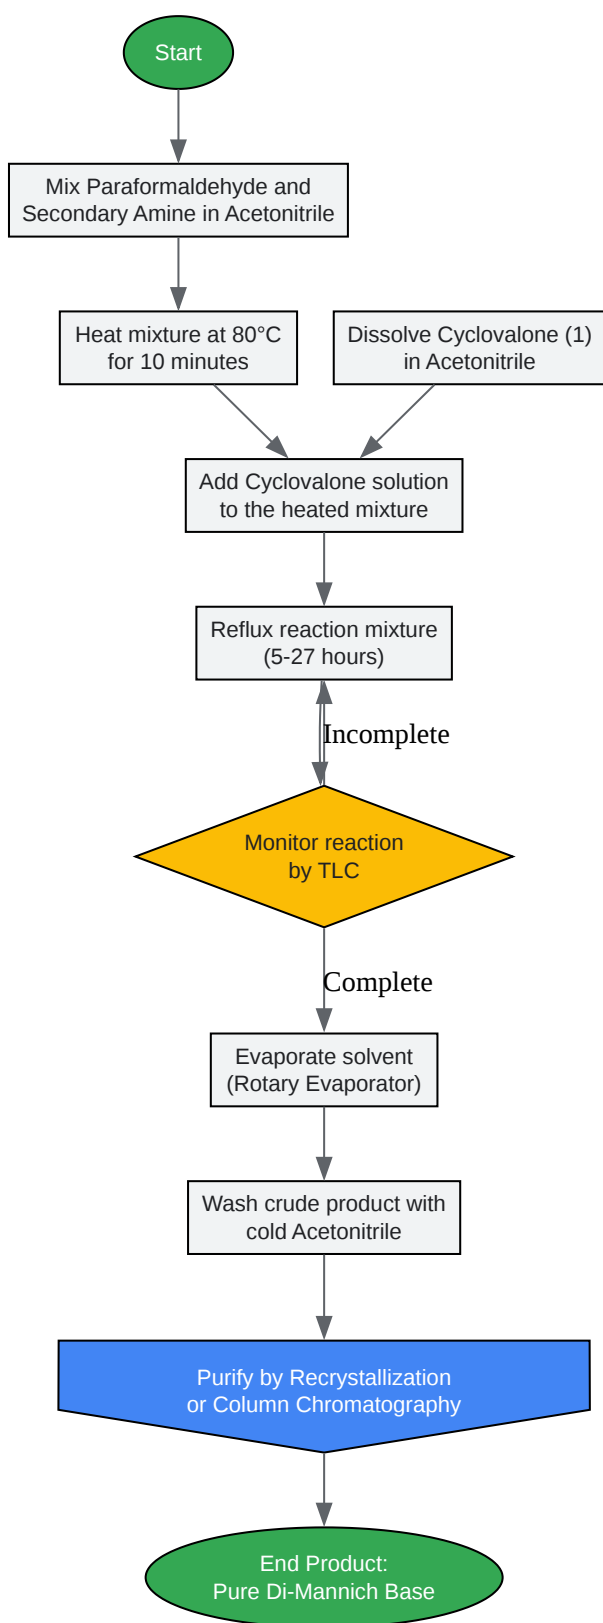 Start
Mix Paraformaldehyde and
Secondary Amine in Acetonitrile
Heat mixture at 80°C
for 10 minutes
Dissolve Cyclovalone (1)
in Acetonitrile
Add Cyclovalone solution
to the heated mixture
Reflux reaction mixture
(5-27 hours)
Incomplete
Monitor reaction
by TLC
Complete
Evaporate solvent
(Rotary Evaporator)
Wash crude product with
cold Acetonitrile
Purify by Recrystallization
or Column Chromatography
End Product:
Pure Di-Mannich Base